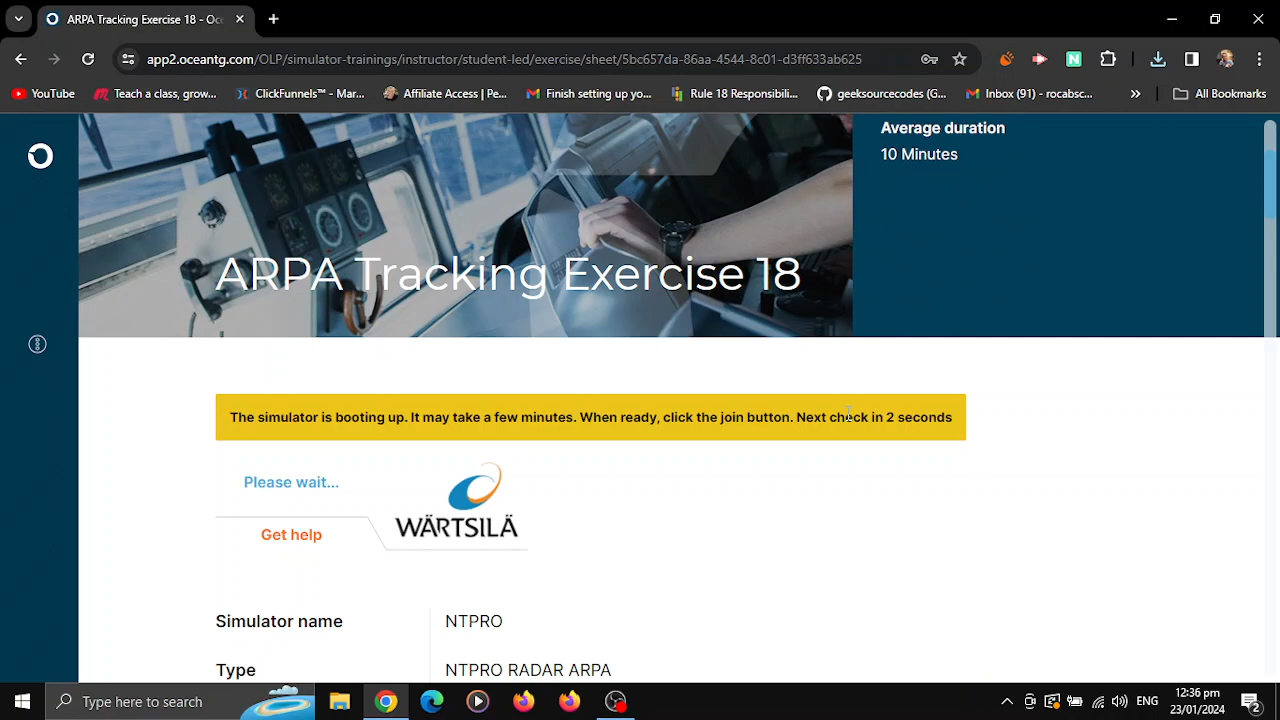 ARPA Tracking Exercise 18 - Oce
app2.oceantg.com/OLP/simulator-trainings/instructor/student-led/exercise/sheet/5bc657da-86aa-4544-8c01-d3ff633ab625
YouTube
Teach a class, grow...
ClickFunnels™ - Mar...
Affiliate Access | Pe...
Finish setting up yo...
Rule 18 Responsibil...
geeksourcecodes (G...
Inbox (91) - rocabsc...
All Bookmarks
Average duration
10 Minutes
ARPA Tracking Exercise 18
The simulator is booting up. It may take a few minutes. When ready, click the join button. Next check in 2 seconds
Please wait...
WÄRTSILÄ
Get help
Simulator name NTPRO
Type NTPRO RADAR ARPA
Type here to search
ENG
12:36 pm
23/01/2024
2